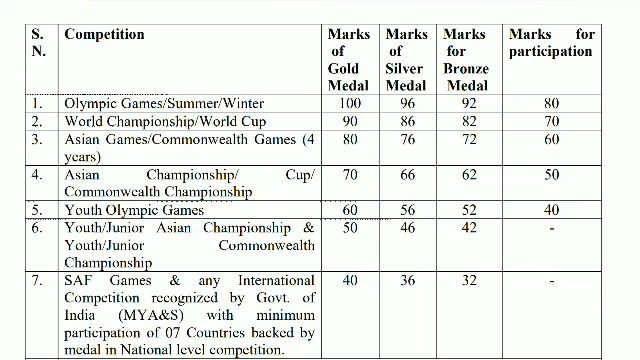 S. N. Competition Marks of Gold Medal Marks of Silver Medal Marks for Bronze Medal Marks for participation
1. Olympic Games/Summer/Winter 100 96 92 80
2. World Championship/World Cup 90 86 82 70
3. Asian Games/Commonwealth Games (4 80 76 72 60
years)
4. Asian Championship/ Cup/ 70 66 62 50
Commonwealth Championship
5. Youth Olympic Games 60 56 52 40
6. Youth/Junior Asian Championship & 50 46 42 -
Youth/Junior Commonwealth
Championship
7. SAF Games & any International 40 36 32 -
Competition recognized by Govt. of
India (MYA&S) with minimum
participation of 07 Countries backed by
medal in National level competition.